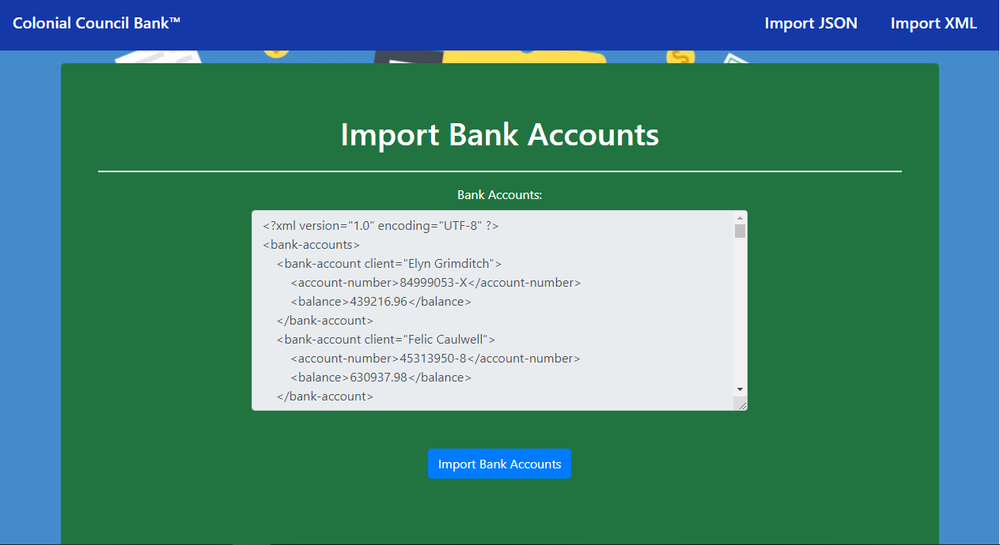 Colonial Council Bank™ Import JSON Import XML
Import Bank Accounts
Bank Accounts:
<?xml version="1.0" encoding="UTF-8" ?>
<bank-accounts>
<bank-account client="Elyn Grimditch">
<account-number>84999053-X</account-number>
<balance>439216.96</balance>
</bank-account>
<bank-account client="Felic Caulwell">
<account-number>45313950-8</account-number>
<balance>630937.98</balance>
</bank-account>
Import Bank Accounts